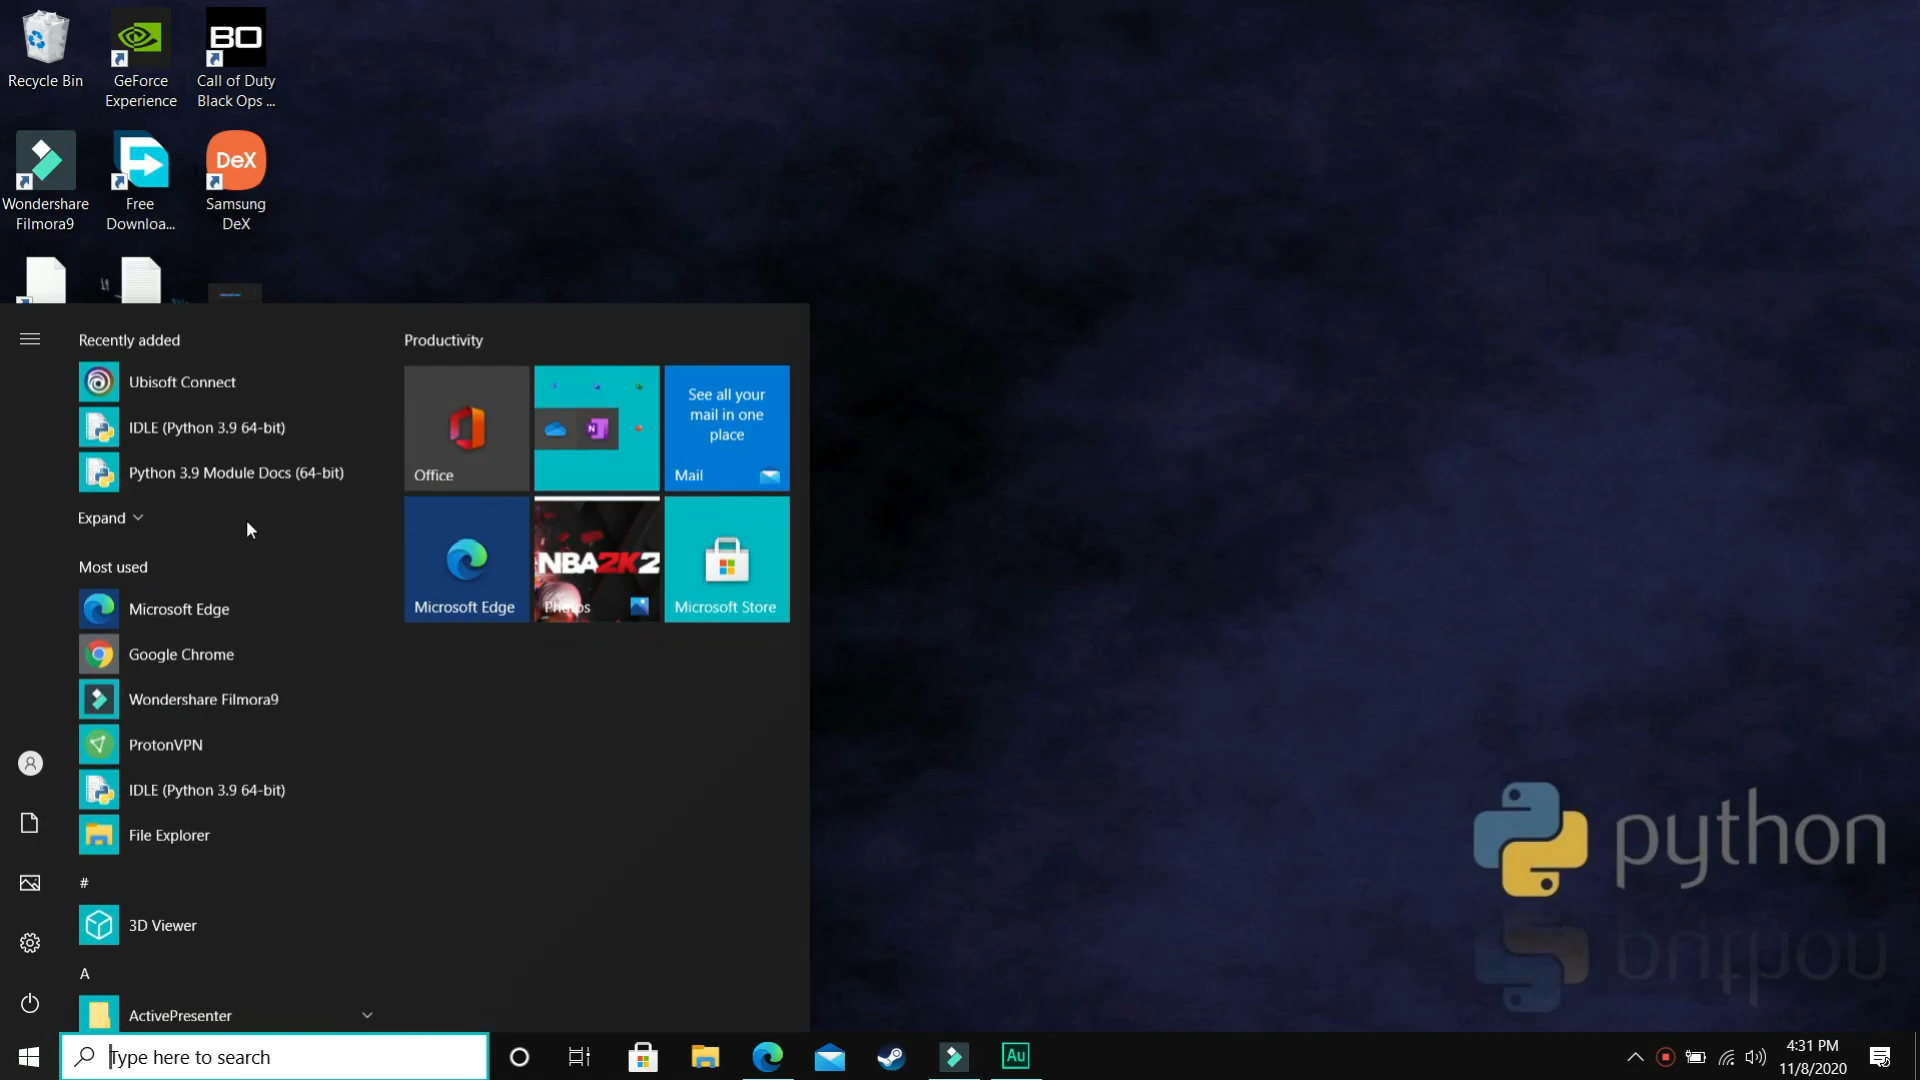 Recycle Bin
GeForce
Experience
BO
Call of Duty
Black Ops ...
Wondershare
Filmora9
Free
Downloa...
DeX
Samsung
DeX
Recently added
Ubisoft Connect
IDLE (Python 3.9 64-bit)
Python 3.9 Module Docs (64-bit)
Expand
Most used
Microsoft Edge
Google Chrome
Wondershare Filmora9
ProtonVPN
IDLE (Python 3.9 64-bit)
File Explorer
#
3D Viewer
A
ActivePresenter
Productivity
Office
N
See all your
mail in one
place
Mail
Microsoft Edge
NBA2K2
Photos
Microsoft Store
python
Type here to search
Au
4:31 PM
11/8/2020